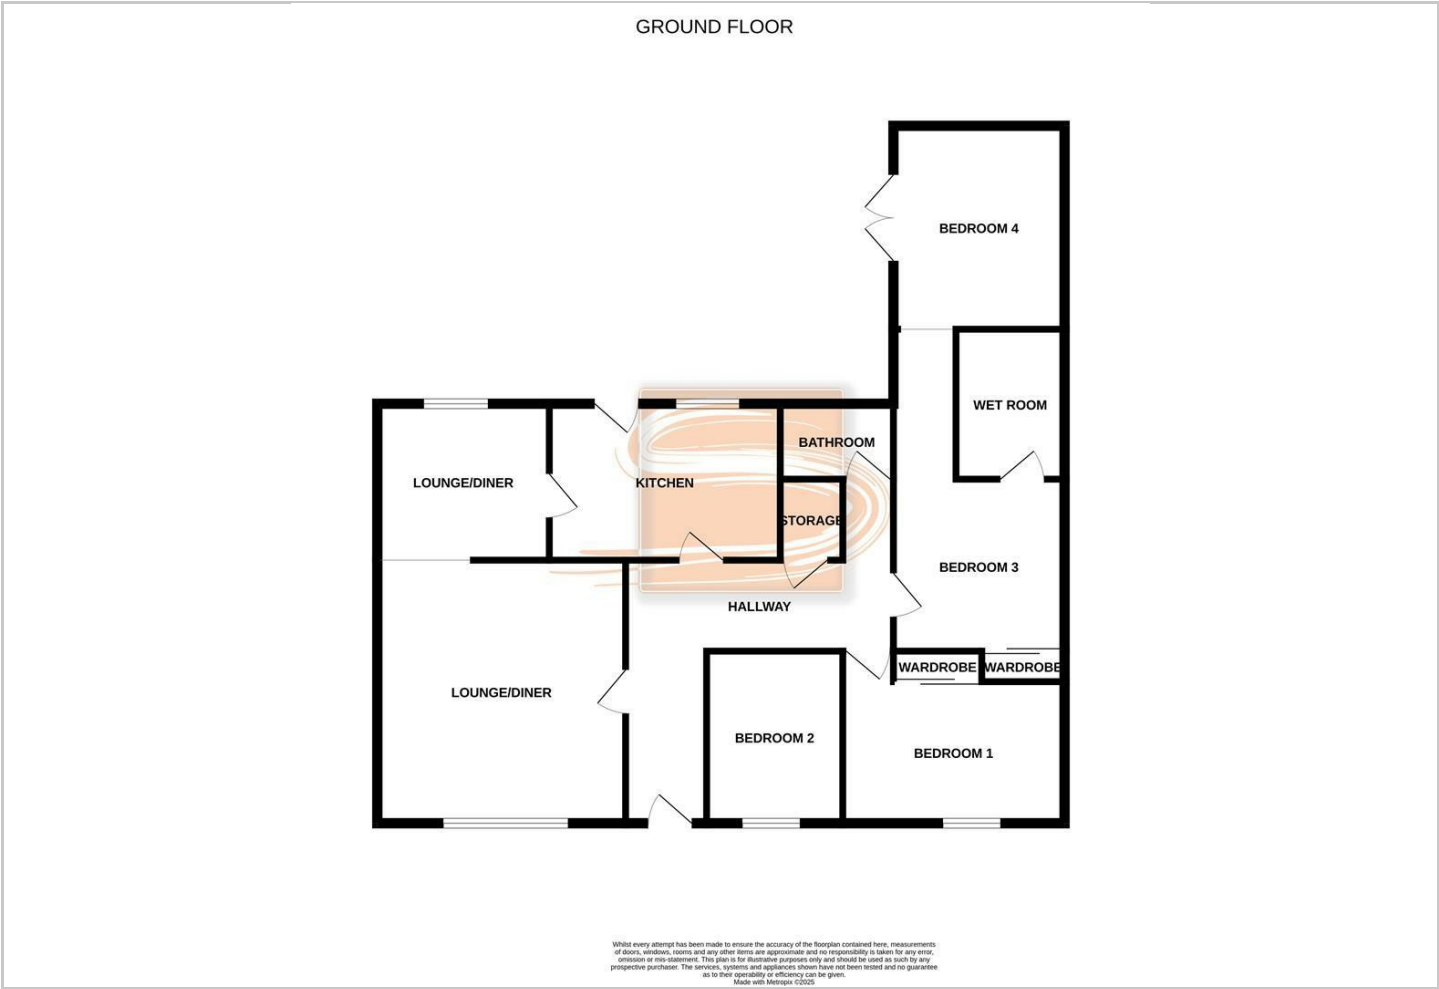 GROUND FLOOR
BEDROOM 4
WET ROOM
BATHROOM
LOUNGE/DINER
KITCHEN
STORAGE
BEDROOM 3
HALLWAY
WARDROBE
WARDROBE
LOUNGE/DINER
BEDROOM 2
BEDROOM 1
Whilst every attempt has been made to ensure the accuracy of the floorplan contained here, measurements
of doors, windows, rooms and any other items are approximate and no responsibility is taken for any error,
omission or mis-statement. This plan is for illustrative purposes only and should be used as such by any
prospective purchaser. The services, systems and appliances shown have not been tested and no guarantee
as to their operability or efficiency can be given.
Made with Metropix ©2025